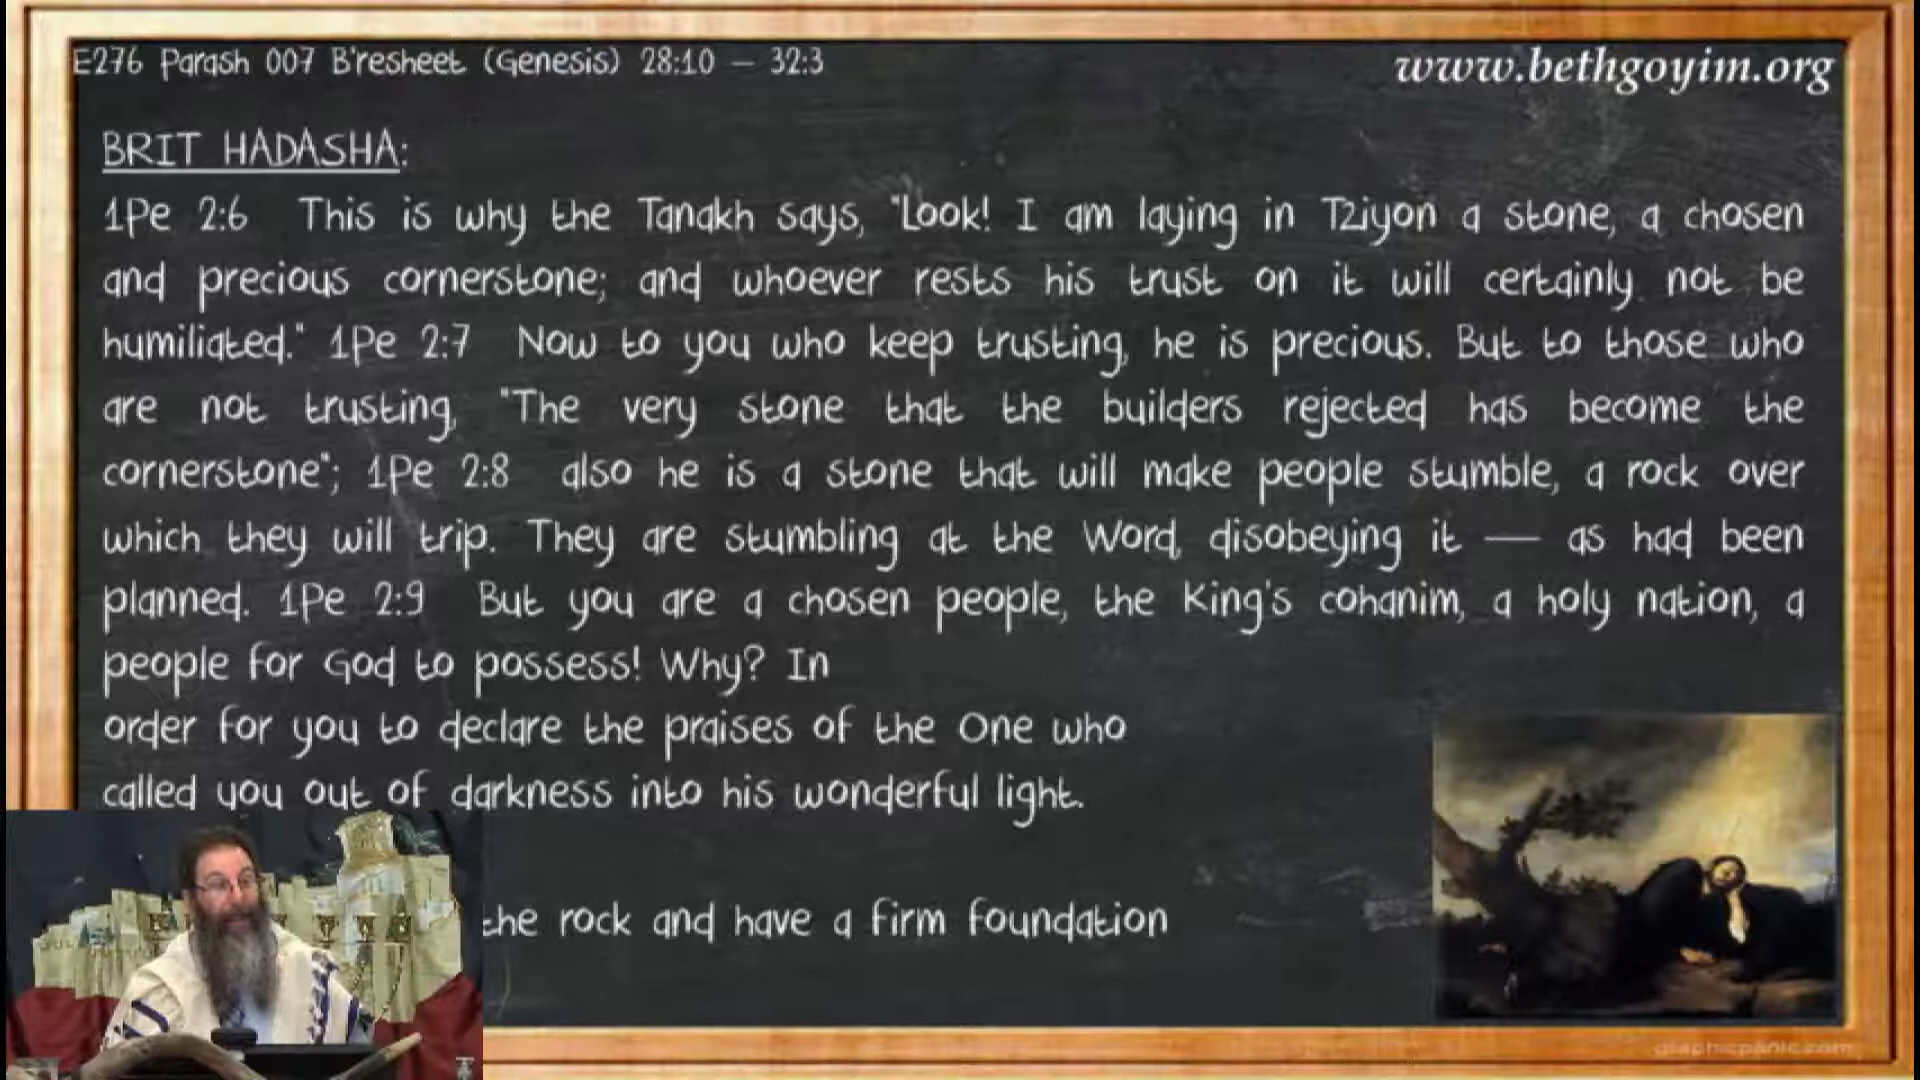 E276 Parash 007 B'resheet (Genesis) 28:10 – 32:3
www.bethgoyim.org
BRIT HADASHA:
1Pe 2:6 This is why the Tanakh says, "Look! I am laying in Tziyon a stone, a chosen
and precious cornerstone; and whoever rests his trust on it will certainly not be
humiliated." 1Pe 2:7 Now to you who keep trusting, he is precious. But to those who
are not trusting, "The very stone that the builders rejected has become the
cornerstone"; 1Pe 2:8 also he is a stone that will make people stumble, a rock over
which they will trip. They are stumbling at the Word, disobeying it — as had been
planned. 1Pe 2:9 But you are a chosen people, the King's cohanim, a holy nation, a
people for God to possess! Why? In
order for you to declare the praises of the One who
called you out of darkness into his wonderful light.
the rock and have a firm foundation
graphicpanic.com